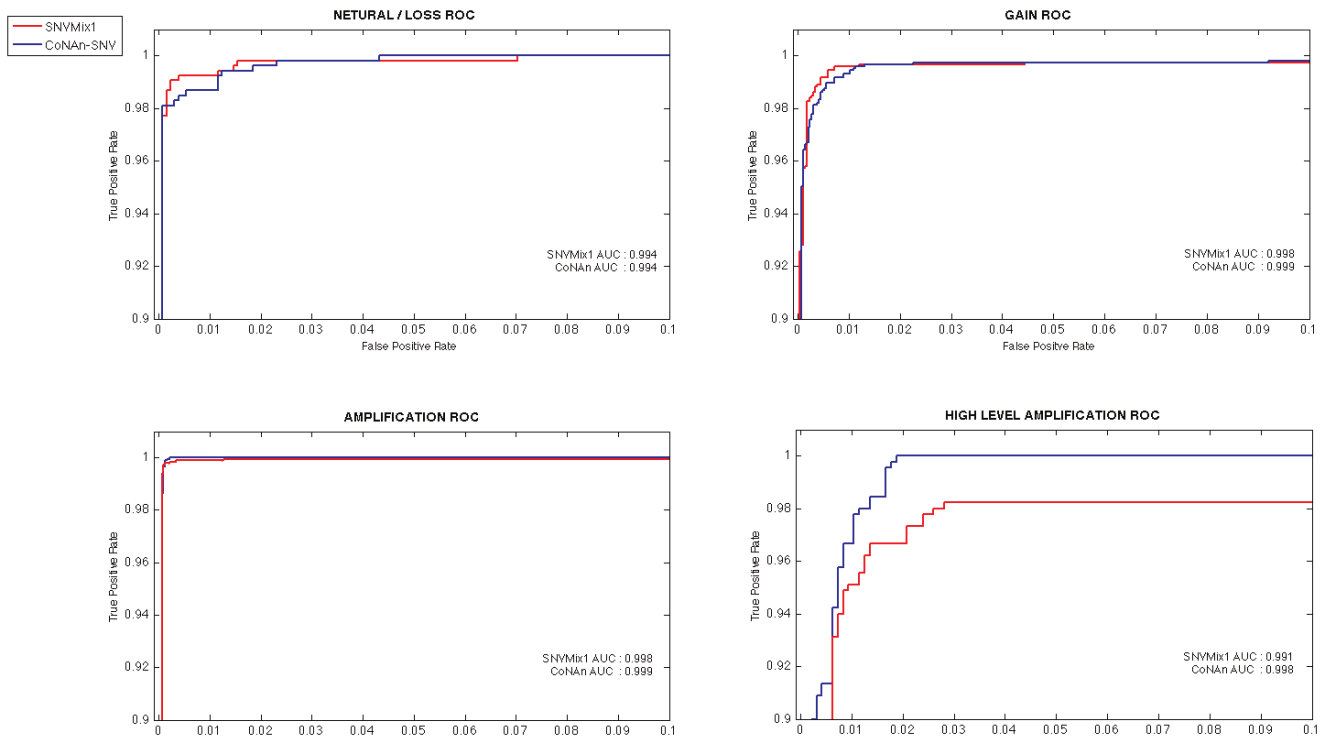 SNVMix1
CoNAn-SNV
NETURAL / LOSS ROC
True Positive Rate
1
0.98
0.96
0.94
0.92
0.9
SNVMix1 AUC : 0.994
CoNAn AUC : 0.994
0 0.01 0.02 0.03 0.04 0.05 0.06 0.07 0.08 0.09 0.1
False Positive Rate
GAIN ROC
True Positive Rate
1
0.98
0.96
0.94
0.92
0.9
SNVMix1 AUC : 0.998
CoNAn AUC : 0.999
0 0.01 0.02 0.03 0.04 0.05 0.06 0.07 0.08 0.09 0.1
False Positive Rate
AMPLIFICATION ROC
True Positive Rate
1
0.98
0.96
0.94
0.92
0.9
SNVMix1 AUC : 0.998
CoNAn AUC : 0.999
0 0.01 0.02 0.03 0.04 0.05 0.06 0.07 0.08 0.09 0.1
HIGH LEVEL AMPLIFICATION ROC
True Positive Rate
1
0.98
0.96
0.94
0.92
0.9
SNVMix1 AUC : 0.991
CoNAn AUC : 0.998
0 0.01 0.02 0.03 0.04 0.05 0.06 0.07 0.08 0.09 0.1